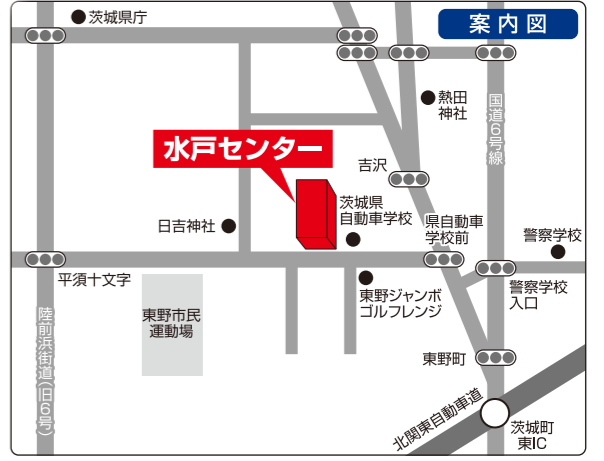 案内図
茨城県庁
熱田
神社
国道6号線
水戸センター
吉沢
茨城県
自動車学校
県自動車
学校前
日吉神社
警察学校
平須十文字
東野ジャンボ
ゴルフレンジ
警察学校
入口
陸前浜街道(旧6号)
東野市民
運動場
東野町
北関東自動車道
茨城町
東IC